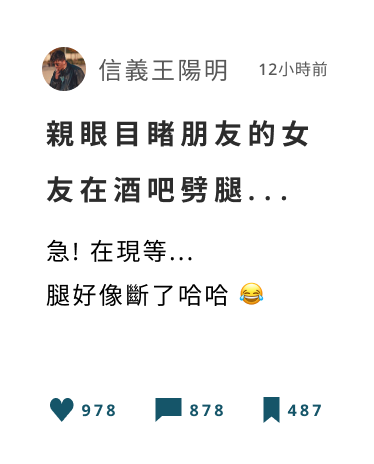 信義王陽明 12小時前
親眼目睹朋友的女
友在酒吧劈腿...
急! 在現等...
腿好像斷了哈哈 😂
978 878 487